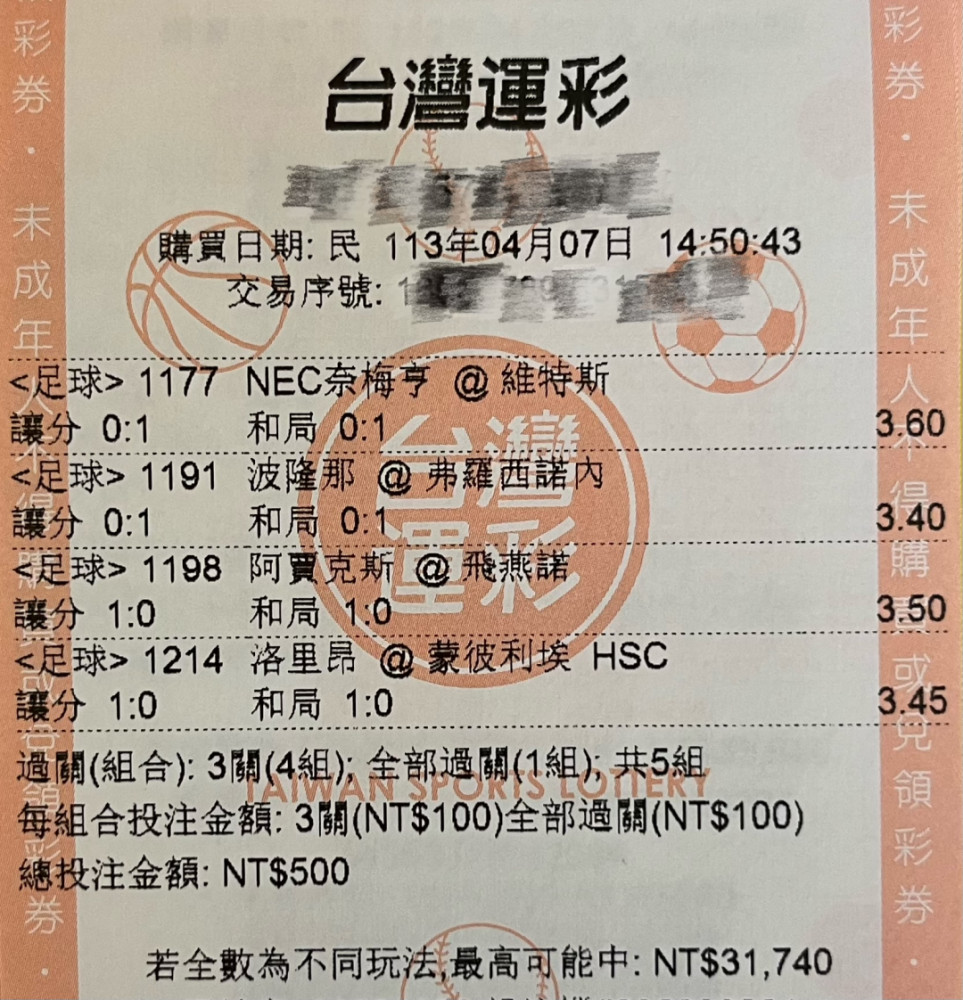 台灣運彩
購買日期: 民 113年04月07日 14:50:43
交易序號:
<足球> 1177 NEC奈梅亨 @ 維特斯
讓分 0:1 和局 0:1 3.60
<足球> 1191 波隆那 @ 弗羅西諾內
讓分 0:1 和局 0:1 3.40
<足球> 1198 阿賈克斯 @ 飛燕諾
讓分 1:0 和局 1:0 3.50
<足球> 1214 洛里昂 @ 蒙彼利埃 HSC
讓分 1:0 和局 1:0 3.45
過關(組合): 3關(4組); 全部過關(1組); 共5組
每組合投注金額: 3關(NT$100)全部過關(NT$100)
總投注金額: NT$500
若全數為不同玩法,最高可能中: NT$31,740
台灣運彩
TAIWAN SPORTS LOTTERY
彩券·未成年人不得購買或兌領彩券·
彩券·未成年人不得購買或兌領彩券·